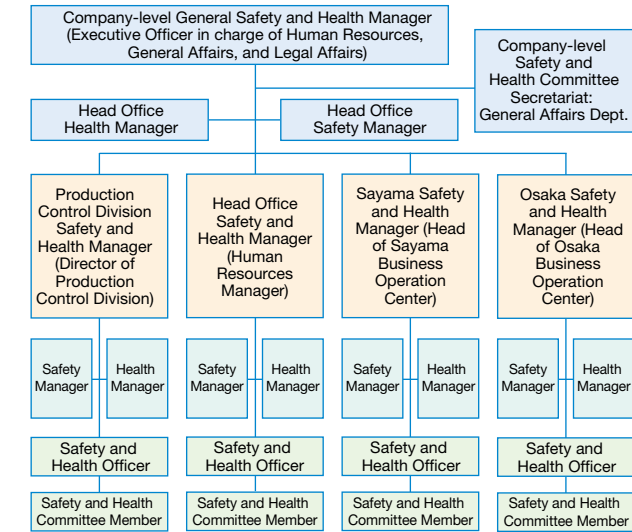 Company-level General Safety and Health Manager
(Executive Officer in charge of Human Resources,
General Affairs, and Legal Affairs)
Company-level
Safety and
Health Committee
Secretariat:
General Affairs Dept.
Head Office
Health Manager
Head Office
Safety Manager
Production
Control Division
Safety and
Health Manager
(Director of
Production
Control Division)
Head Office
Safety and
Health Manager
(Human
Resources
Manager)
Sayama Safety
and Health
Manager (Head
of Sayama
Business
Operation
Center)
Osaka Safety
and Health
Manager (Head
of Osaka
Business
Operation
Center)
Safety
Manager
Health
Manager
Safety
Manager
Health
Manager
Safety
Manager
Health
Manager
Safety
Manager
Health
Manager
Safety and
Health Officer
Safety and
Health Officer
Safety and
Health Officer
Safety and
Health Officer
Safety and Health
Committee Member
Safety and Health
Committee Member
Safety and Health
Committee Member
Safety and Health
Committee Member